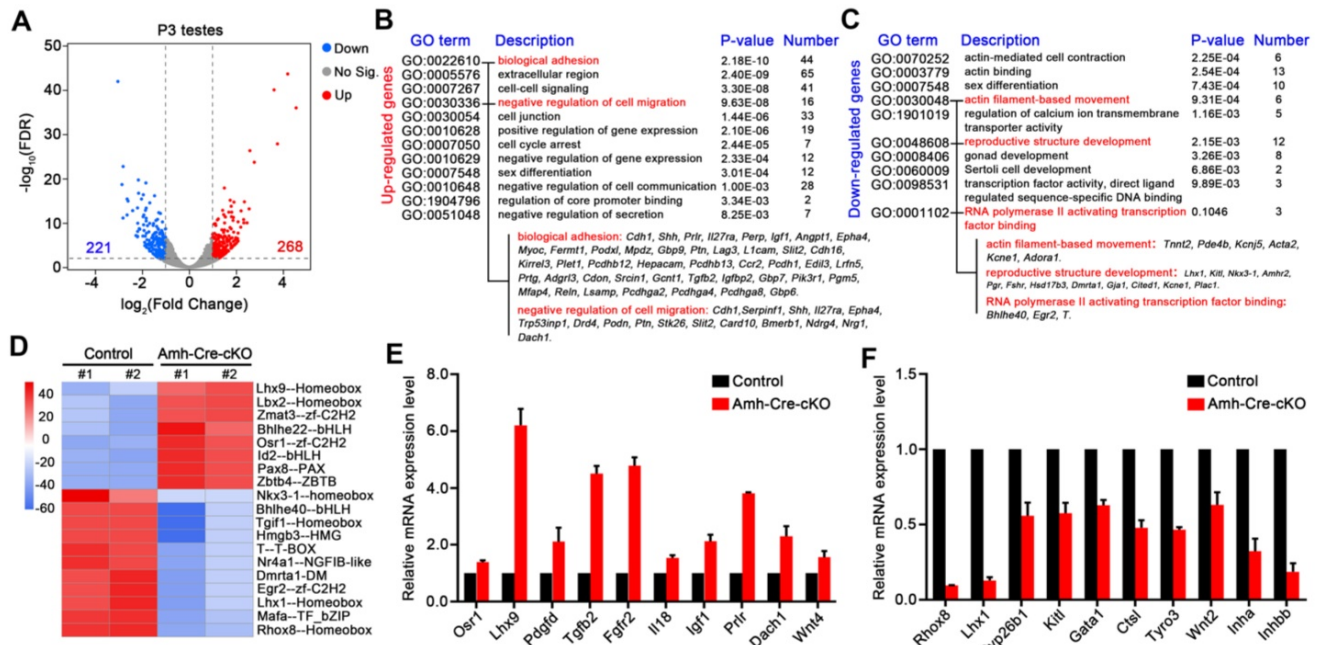 A
P3 testes
50
40
30
20
10
0
-log10(FDR)
-4
-2
0
2
4
log2(Fold Change)
221
268
Down
No Sig.
Up
B
GO term Description P-value Number
Up-regulated genes
GO:0022610 biological adhesion 2.18E-10 44
GO:0005576 extracellular region 2.40E-09 65
GO:0007267 cell-cell signaling 3.30E-08 41
GO:0030336 negative regulation of cell migration 9.63E-08 16
GO:0030054 cell junction 1.44E-06 33
GO:0010628 positive regulation of gene expression 2.10E-06 19
GO:0007050 cell cycle arrest 2.44E-05 7
GO:0010629 negative regulation of gene expression 2.33E-04 12
GO:0007548 sex differentiation 3.01E-04 12
GO:0010648 negative regulation of cell communication 1.00E-03 28
GO:1904796 regulation of core promoter binding 3.34E-03 2
GO:0051048 negative regulation of secretion 8.25E-03 7
biological adhesion: Cdh1, Shh, Prlr, Il27ra, Perp, Igf1, Angpt1, Epha4,
Myoc, Fermt1, Podxl, Mpdz, Gbp9, Ptn, Lag3, L1cam, Slit2, Cdh16,
Kirrel3, Plet1, Pcdhb12, Hepacam, Pcdhb13, Ccr2, Pcdh1, Edil3, Lrfn5,
Prtg, Adgrl3, Cdon, Srcin1, Gcnt1, Tgfb2, Igfbp2, Gbp7, Pik3r1, Pgm5,
Mfap4, Reln, Lsamp, Pcdhga2, Pcdhga4, Pcdhga8, Gbp6.
negative regulation of cell migration: Cdh1,Serpinf1, Shh, Il27ra, Epha4,
Trp53inp1, Drd4, Podn, Ptn, Stk26, Slit2, Card10, Bmerb1, Ndrg4, Nrg1,
Dach1.
C
GO term Description P-value Number
Down-regulated genes
GO:0070252 actin-mediated cell contraction 2.25E-04 6
GO:0003779 actin binding 2.54E-04 13
GO:0007548 sex differentiation 7.43E-04 10
GO:0030048 actin filament-based movement 9.31E-04 6
GO:1901019 regulation of calcium ion transmembrane 1.16E-03 5
transporter activity
GO:0048608 reproductive structure development 2.15E-03 12
GO:0008406 gonad development 3.26E-03 8
GO:0060009 Sertoli cell development 6.86E-03 2
GO:0098531 transcription factor activity, direct ligand 9.89E-03 3
regulated sequence-specific DNA binding
GO:0001102 RNA polymerase II activating transcription 0.1046 3
factor binding
actin filament-based movement: Tnnt2, Pde4b, Kcnj5, Acta2,
Kcne1, Adora1.
reproductive structure development: Lhx1, Kitl, Nkx3-1, Amhr2,
Pgr, Fshr, Hsd17b3, Dmrta1, Gja1, Cited1, Kcne1, Plac1.
RNA polymerase II activating transcription factor binding:
Bhlhe40, Egr2, T.
D
Control Amh-Cre-cKO
#1 #2 #1 #2
40
20
0
-20
-40
-60
Lhx9--Homeobox
Lbx2--Homeobox
Zmat3--zf-C2H2
Bhlhe22--bHLH
Osr1--zf-C2H2
Id2--bHLH
Pax8--PAX
Zbtb4--ZBTB
Nkx3-1--homeobox
Bhlhe40--bHLH
Tgif1--Homeobox
Hmgb3--HMG
T--T-BOX
Nr4a1--NGFIB-like
Dmrta1-DM
Egr2--zf-C2H2
Lhx1--Homeobox
Mafa--TF_bZIP
Rhox8--Homeobox
E
Relative mRNA expression level
8.0
6.0
4.0
2.0
0.0
Control
Amh-Cre-cKO
Osr1
Lhx9
Pdgfd
Tgfb2
Fgfr2
Il18
Igf1
Prlr
Dach1
Wnt4
F
Relative mRNA expression level
1.5
1.0
0.5
0.0
Control
Amh-Cre-cKO
Rhox8
Lhx1
yp26b1
Kitl
Gata1
Ctsl
Tyro3
Wnt2
Inha
Inhbb